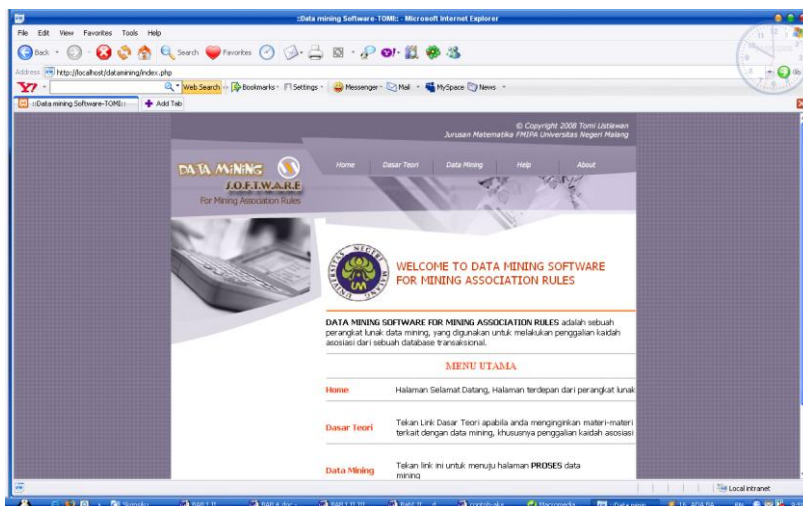 ::Data mining Software-TOMI:: - Microsoft Internet Explorer
File Edit View Favorites Tools Help
Back Search Favorites
Address http://localhost/datamining/index.php
Web Search Bookmarks Settings Messenger Mail MySpace News
::Data mining Software-TOMI:: Add Tab
© Copyright 2008 Tomi Listiawan
Jurusan Matematika FMIPA Universitas Negeri Malang
DATA MINING
S.O.F.T.W.A.R.E
For Mining Association Rules
Home Dasar Teori Data Mining Help About
UNIVERSITAS NEGERI MALANG
UM
WELCOME TO DATA MINING SOFTWARE
FOR MINING ASSOCIATION RULES
DATA MINING SOFTWARE FOR MINING ASSOCIATION RULES adalah sebuah
perangkat lunak data mining, yang digunakan untuk melakukan penggalian kaidah
asosiasi dari sebuah database transaksional.
MENU UTAMA
Home Halaman Selamat Datang, Halaman terdepan dari perangkat lunak
Dasar Teori Tekan Link Dasar Teori apabila anda menginginkan materi-materi
terkait dengan data mining, khususnya penggalian kaidah asosiasi
Data Mining Tekan link ini untuk menuju halaman PROSES data
mining
Local intranet